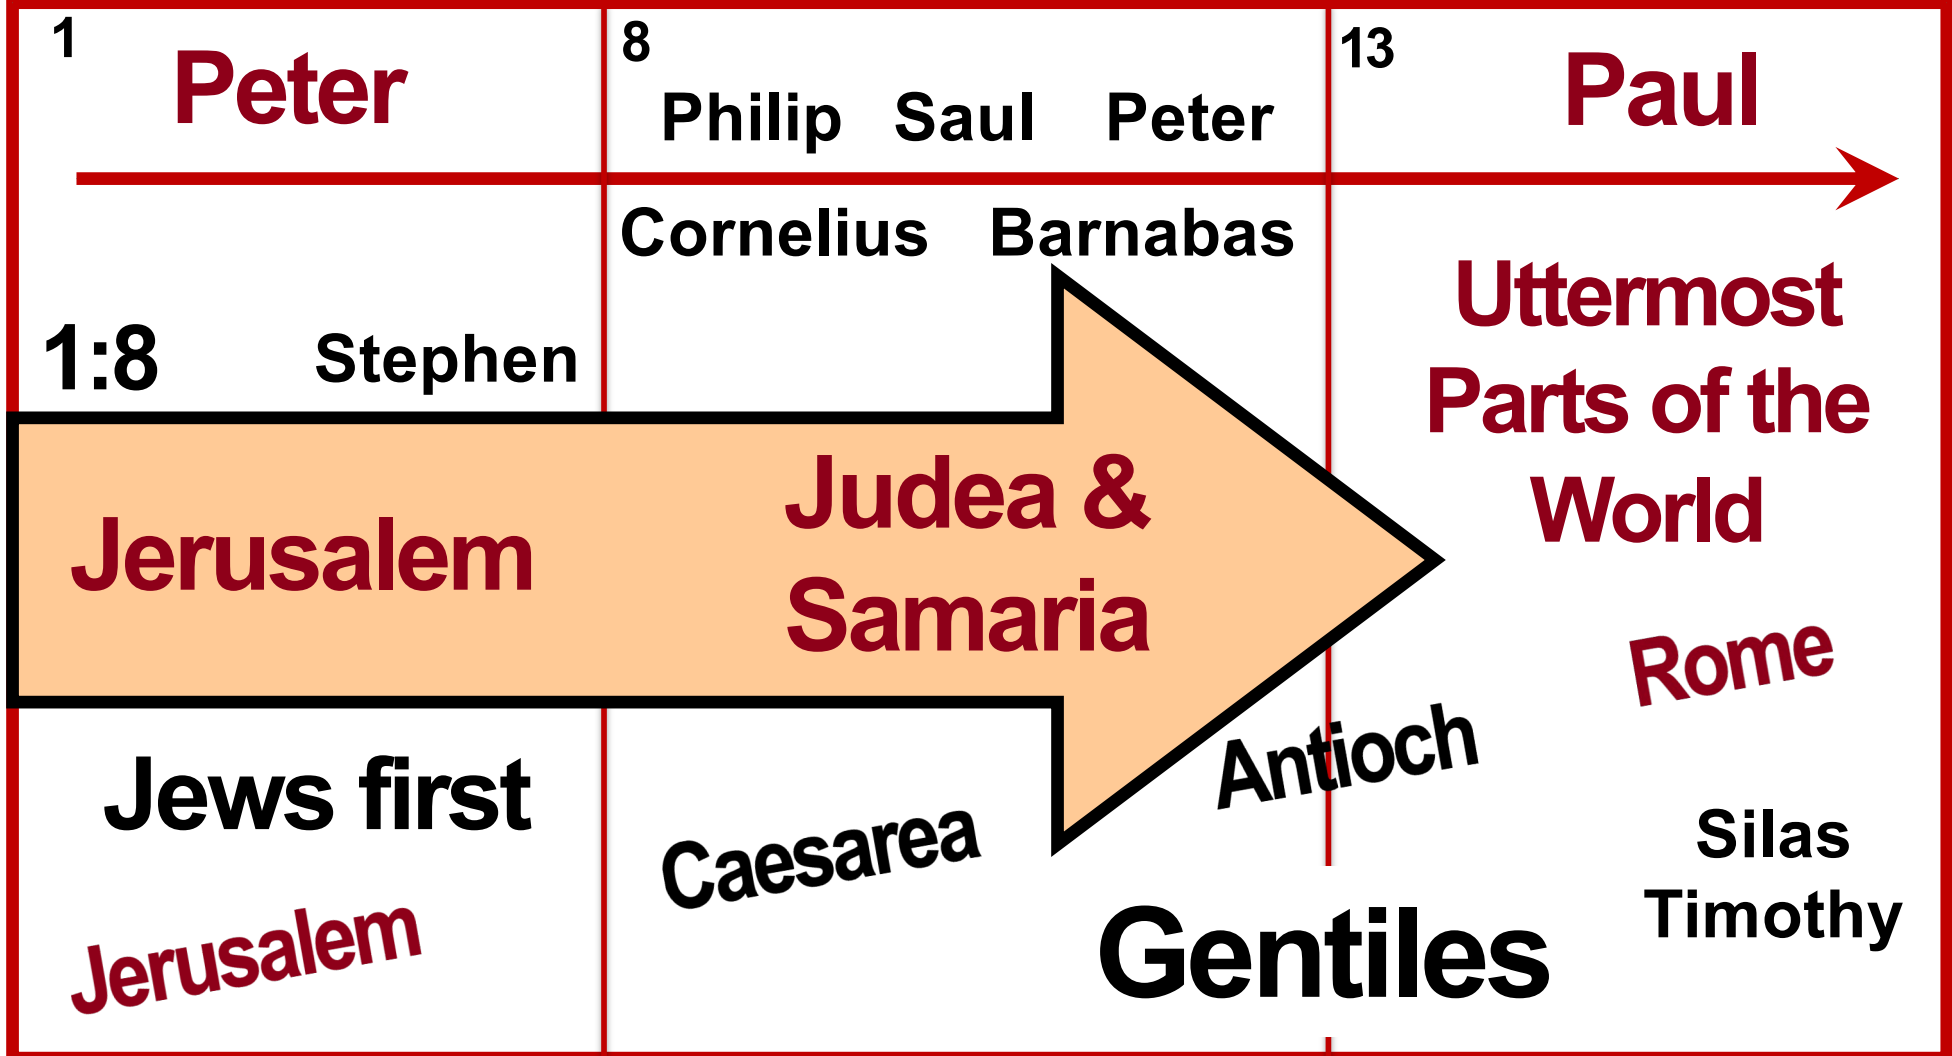 1
Peter
8
Philip Saul Peter
13
Paul
Cornelius Barnabas
1:8
Stephen
Uttermost
Parts of the
World
Jerusalem
Judea &
Samaria
Rome
Antioch
Jews first
Caesarea
Silas
Timothy
Jerusalem
Gentiles